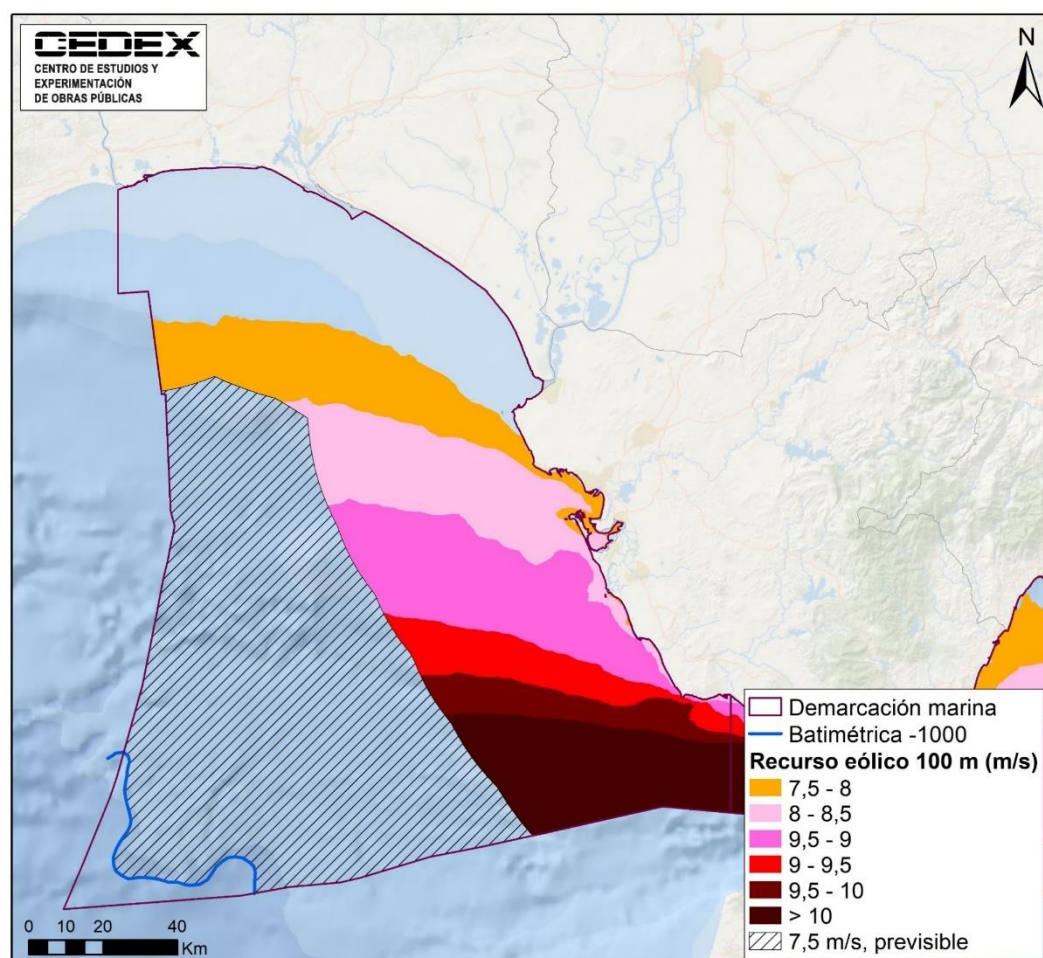 CEDEX
CENTRO DE ESTUDIOS Y
EXPERIMENTACIÓN
DE OBRAS PÚBLICAS
N
Demarcación marina
Batimétrica -1000
Recurso eólico 100 m (m/s)
7,5 - 8
8 - 8,5
9,5 - 9
9 - 9,5
9,5 - 10
> 10
7,5 m/s, previsible
0 10 20 40
Km